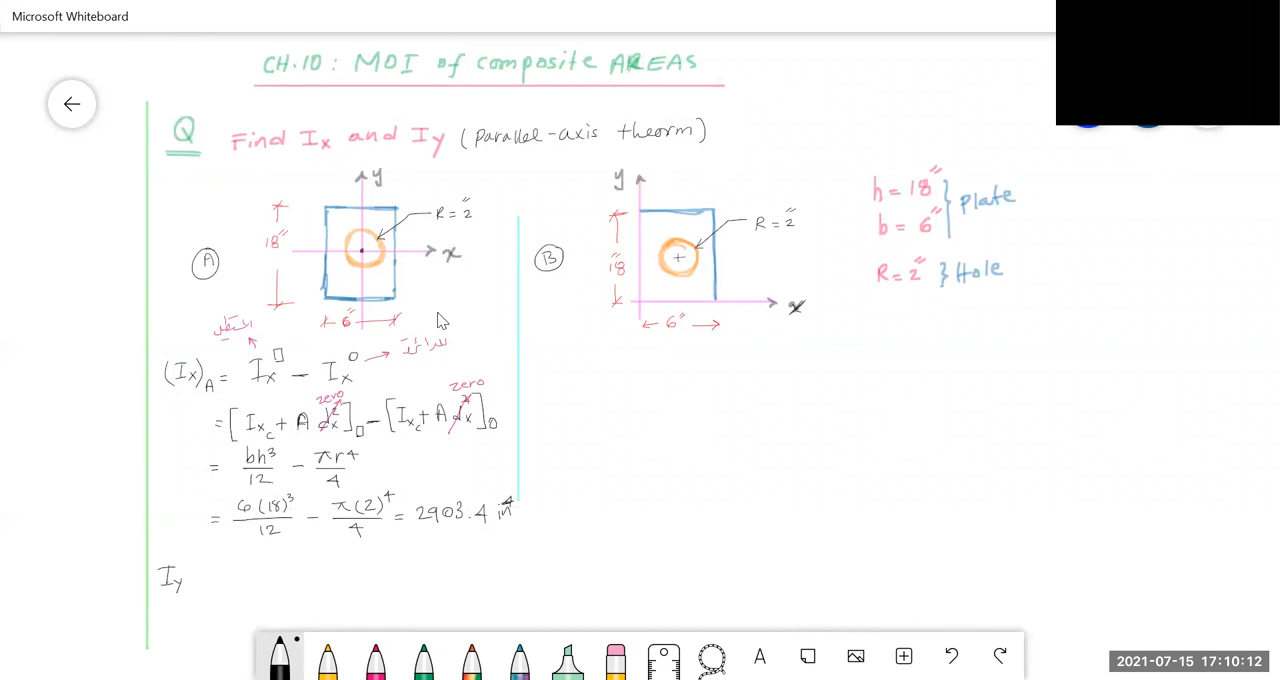 Microsoft Whiteboard
CH.10 : MOI of composite AREAS
Q Find Ix and Iy (parallel-axis theorm)
h = 18"
b = 6"
} Plate
R = 2" } Hole
A
y
R = 2"
18"
x
6"
B
y
R = 2"
18"
x
6"
المستطيل
الدائرة
(Ix)A = Ix□ − Ix○
zero
zero
= [Ixc + A dx²]□ − [Ixc + A dx²]○
= bh³/12 − πr⁴/4
= 6(18)³/12 − π(2)⁴/4 = 2903.4 in⁴
Iy
A
2021-07-15 17:10:12